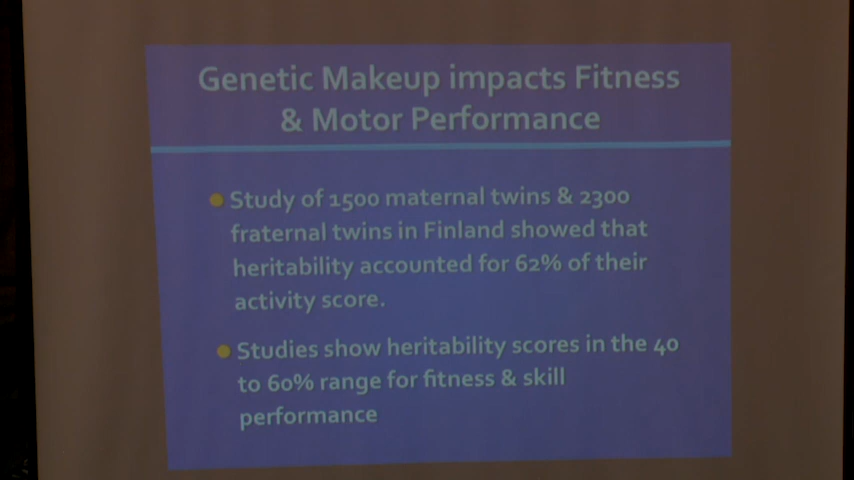 Genetic Makeup impacts Fitness
& Motor Performance
Study of 1500 maternal twins & 2300
fraternal twins in Finland showed that
heritability accounted for 62% of their
activity score.
Studies show heritability scores in the 40
to 60% range for fitness & skill
performance